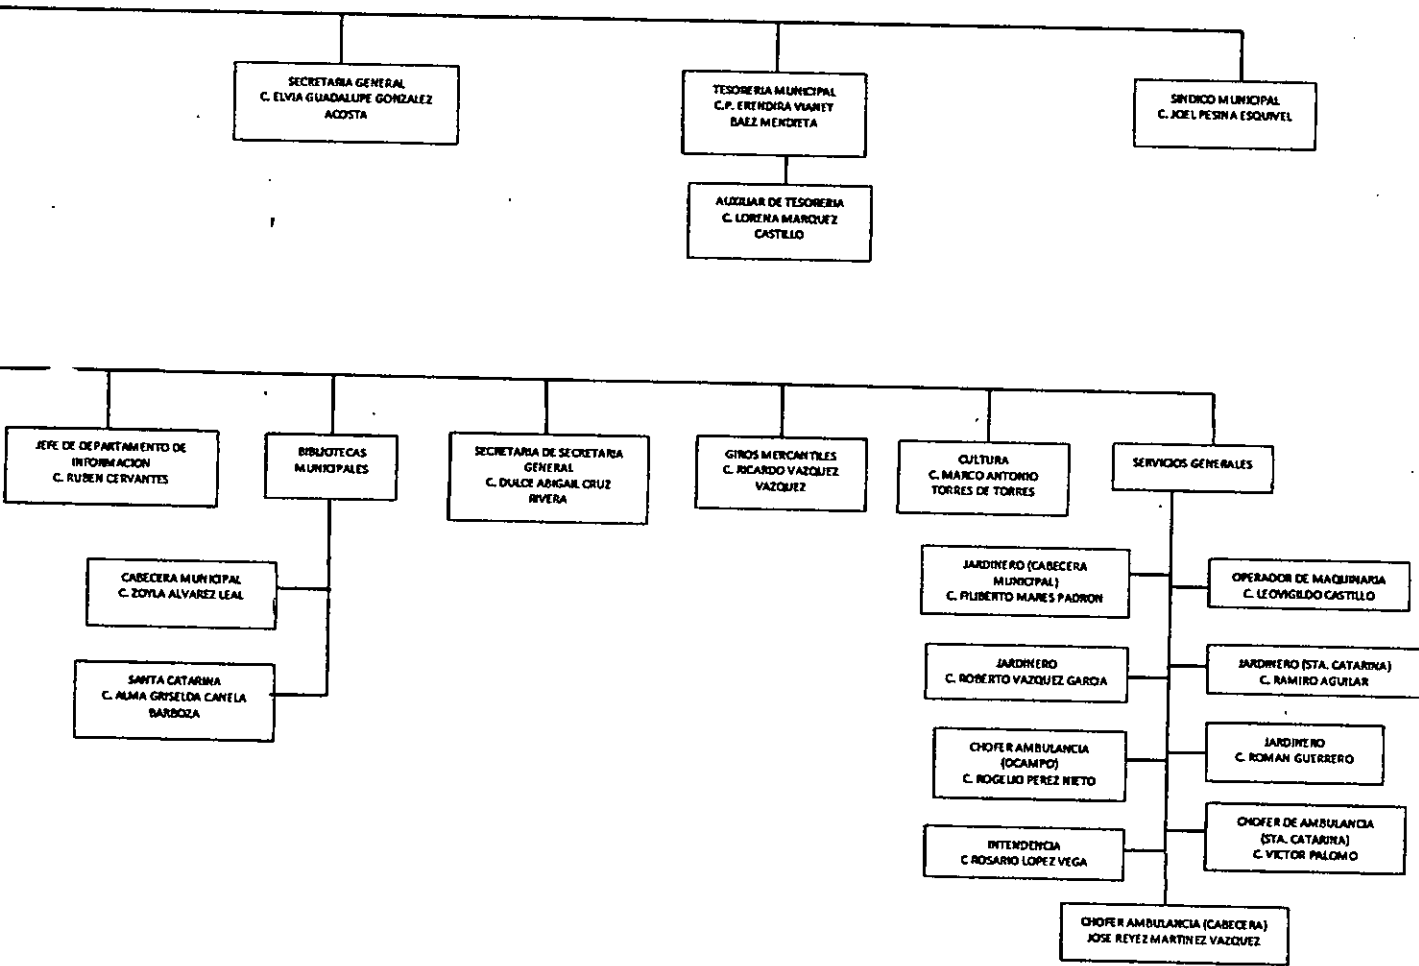 SECRETARIA GENERAL
C. ELVIA GUADALUPE GONZALEZ
ACOSTA
TESORERIA MUNICIPAL
C.P. ERENDIRA VIANET
BAEZ MENDIETA
SINDICO MUNICIPAL
C. JOEL PESINA ESQUIVEL
AUXILIAR DE TESORERIA
C. LORENA MARQUEZ
CASTILLO
JEFE DE DEPARTAMENTO DE
INFORMACION
C. RUBEN CERVANTES
BIBLIOTECAS
MUNICIPALES
SECRETARIA DE SECRETARIA
GENERAL
C. DULCE ABIGAIL CRUZ
RIVERA
GIROS MERCANTILES
C. RICARDO VAZQUEZ
VAZQUEZ
CULTURA
C. MARCO ANTONIO
TORRES DE TORRES
SERVICIOS GENERALES
CABECERA MUNICIPAL
C. ZOYLA ALVAREZ LEAL
SANTA CATARINA
C. ALMA GRISELDA CANELA
BARBOZA
JARDINERO (CABECERA
MUNICIPAL)
C. FILIBERTO MARES PADRON
OPERADOR DE MAQUINARIA
C. LEOVIGILDO CASTILLO
JARDINERO
C. ROBERTO VAZQUEZ GARCIA
JARDINERO (STA. CATARINA)
C. RAMIRO AGUILAR
CHOFER AMBULANCIA
(OCAMPO)
C. ROGELIO PEREZ NIETO
JARDINERO
C. ROMAN GUERRERO
INTENDENCIA
C ROSARIO LOPEZ VEGA
CHOFER DE AMBULANCIA
(STA. CATARINA)
C. VICTOR PALOMO
CHOFER AMBULANCIA (CABECERA)
JOSE REYEZ MARTINEZ VAZQUEZ